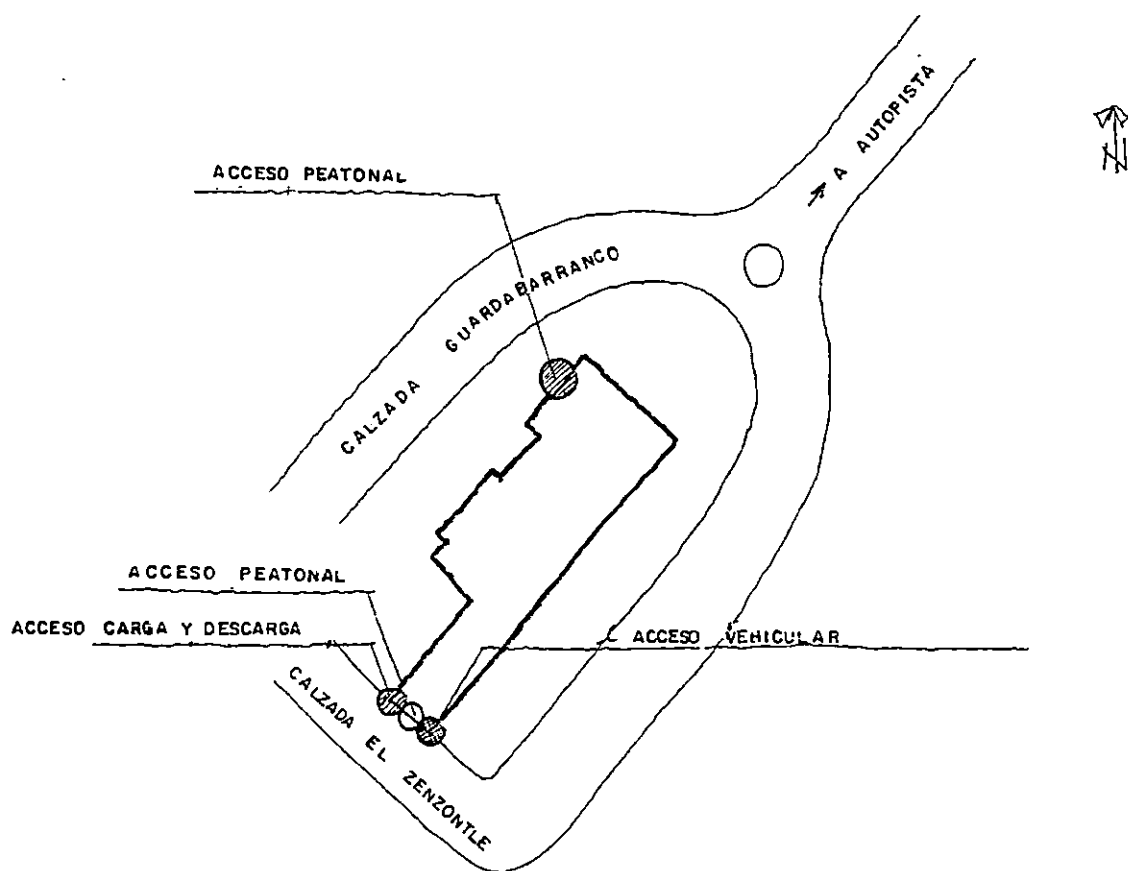 A AUTOPISTA
N
ACCESO PEATONAL
CALZADA GUARDABARRANCO
ACCESO PEATONAL
ACCESO CARGA Y DESCARGA
ACCESO VEHICULAR
CALZADA EL ZENZONTLE